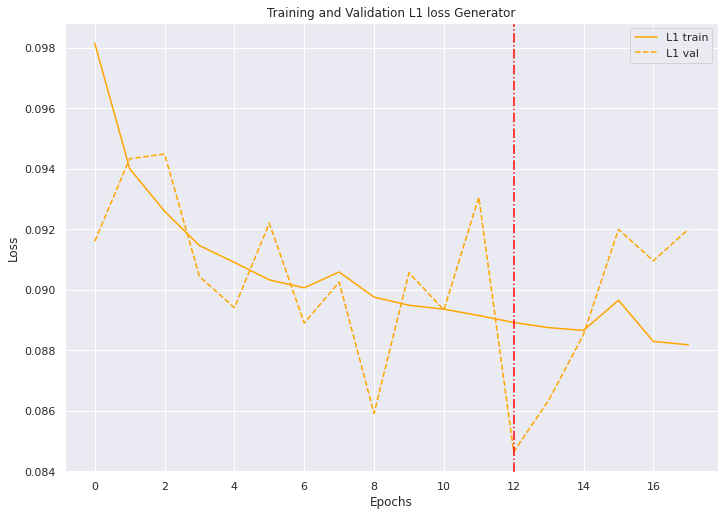 Training and Validation L1 loss Generator
L1 train
L1 val
0.098
0.096
0.094
0.092
0.090
0.088
0.086
0.084
Loss
0 2 4 6 8 10 12 14 16
Epochs